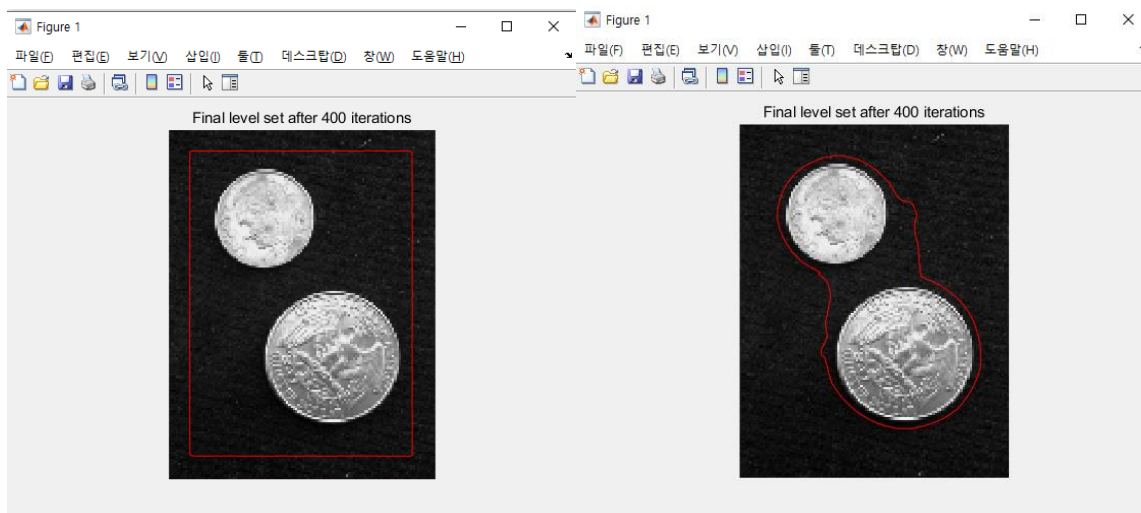 Figure 1
파일(F) 편집(E) 보기(V) 삽입(I) 툴(T) 데스크탑(D) 창(W) 도움말(H)
Final level set after 400 iterations
Figure 1
파일(F) 편집(E) 보기(V) 삽입(I) 툴(T) 데스크탑(D) 창(W) 도움말(H)
Final level set after 400 iterations